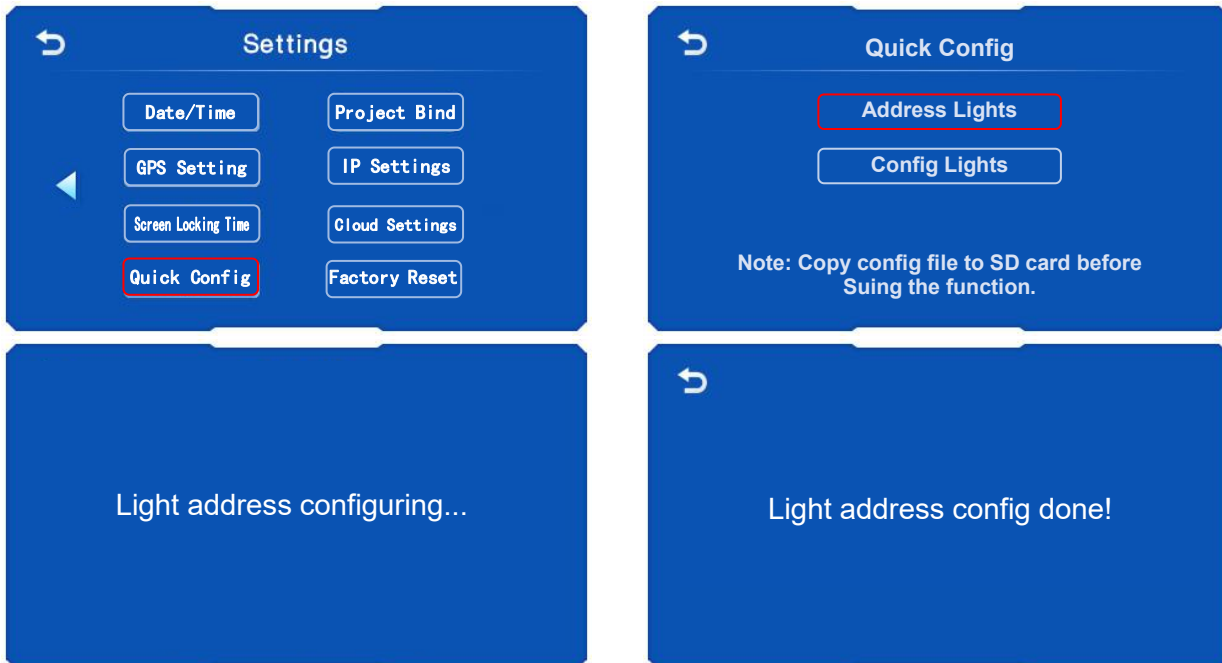 Settings
Date/Time
Project Bind
GPS Setting
IP Settings
Screen Locking Time
Cloud Settings
Quick Config
Factory Reset
Quick Config
Address Lights
Config Lights
Note: Copy config file to SD card before
Suing the function.
Light address configuring...
Light address config done!